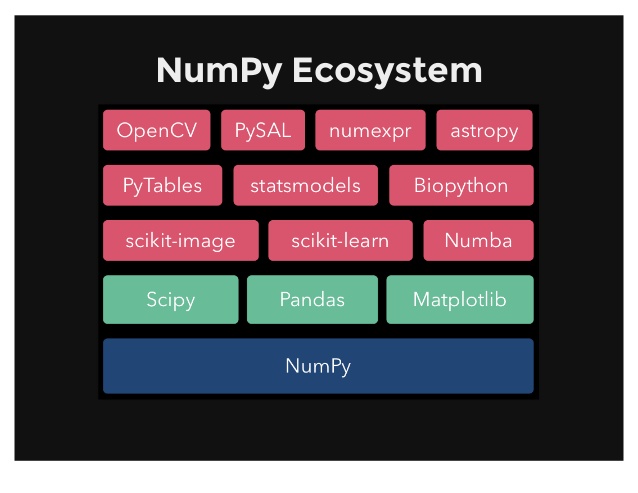 NumPy Ecosystem
OpenCV PySAL numexpr astropy
PyTables statsmodels Biopython
scikit-image scikit-learn Numba
Scipy Pandas Matplotlib
NumPy